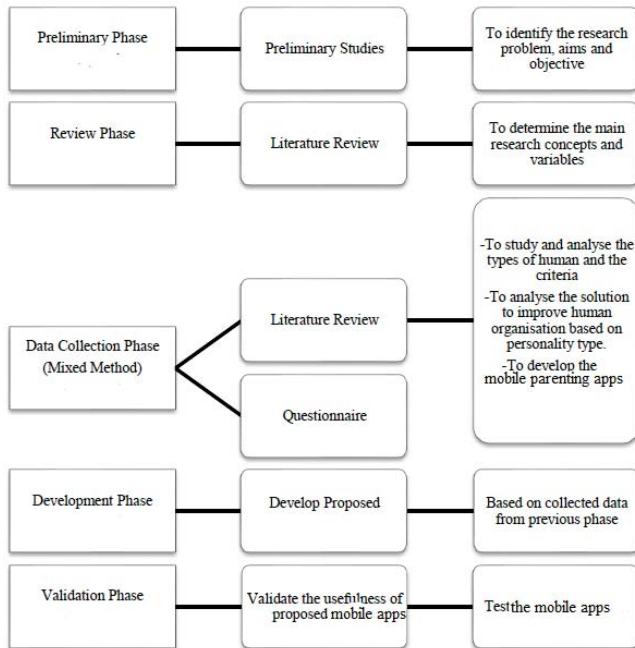 Preliminary Phase
Preliminary Studies
To identify the research
problem, aims and
objective
Review Phase
Literature Review
To determine the main
research concepts and
variables
Data Collection Phase
(Mixed Method)
Literature Review
Questionnaire
-To study and analyse the
types of human and the
criteria
-To analyse the solution
to improve human
organisation based on
personality type.
-To develop the
mobile parenting apps
Development Phase
Develop Proposed
Based on collected data
from previous phase
Validation Phase
Validate the usefulness of
proposed mobile apps
Test the mobile apps